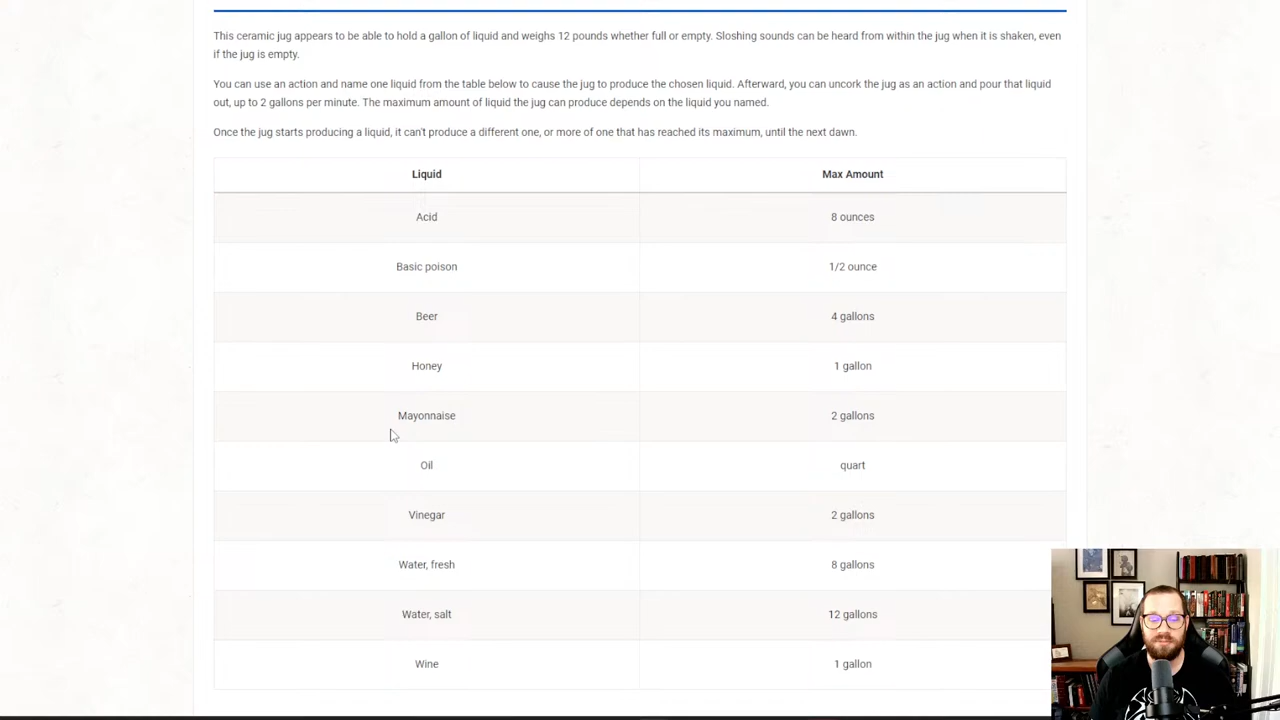 This ceramic jug appears to be able to hold a gallon of liquid and weighs 12 pounds whether full or empty. Sloshing sounds can be heard from within the jug when it is shaken, even
if the jug is empty.
You can use an action and name one liquid from the table below to cause the jug to produce the chosen liquid. Afterward, you can uncork the jug as an action and pour that liquid
out, up to 2 gallons per minute. The maximum amount of liquid the jug can produce depends on the liquid you named.
Once the jug starts producing a liquid, it can't produce a different one, or more of one that has reached its maximum, until the next dawn.
Liquid Max Amount
Acid 8 ounces
Basic poison 1/2 ounce
Beer 4 gallons
Honey 1 gallon
Mayonnaise 2 gallons
Oil quart
Vinegar 2 gallons
Water, fresh 8 gallons
Water, salt 12 gallons
Wine 1 gallon